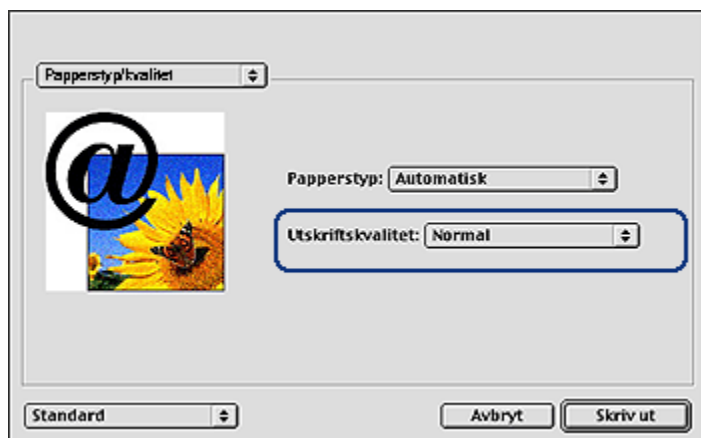 Papperstyp/kvalitet
@
Papperstyp: Automatisk
Utskriftskvalitet: Normal
Standard
Avbryt
Skriv ut